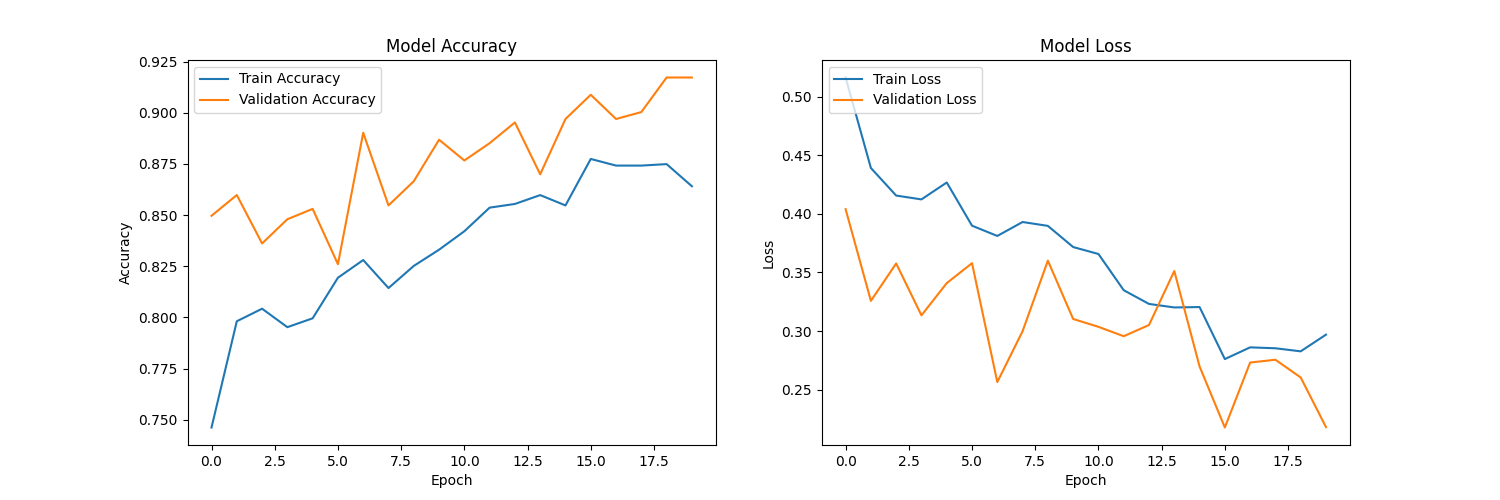 Model Accuracy
Train Accuracy
Validation Accuracy
0.925
0.900
0.875
0.850
0.825
0.800
0.775
0.750
Accuracy
0.0 2.5 5.0 7.5 10.0 12.5 15.0 17.5
Epoch
Model Loss
Train Loss
Validation Loss
0.50
0.45
0.40
0.35
0.30
0.25
Loss
0.0 2.5 5.0 7.5 10.0 12.5 15.0 17.5
Epoch